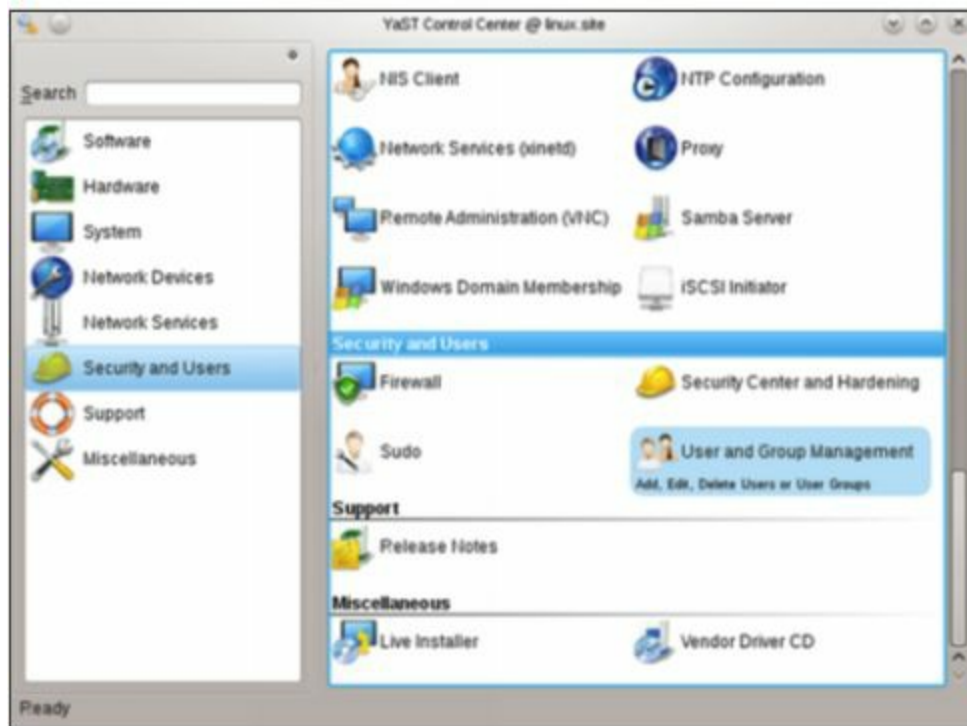 YaST Control Center @ linux.site
Search
Software
Hardware
System
Network Devices
Network Services
Security and Users
Support
Miscellaneous
Ready
NIS Client
NTP Configuration
Network Services (xinetd)
Proxy
Remote Administration (VNC)
Samba Server
Windows Domain Membership
iSCSI Initiator
Security and Users
Firewall
Security Center and Hardening
Sudo
User and Group Management
Add, Edit, Delete Users or User Groups
Support
Release Notes
Miscellaneous
Live Installer
Vendor Driver CD